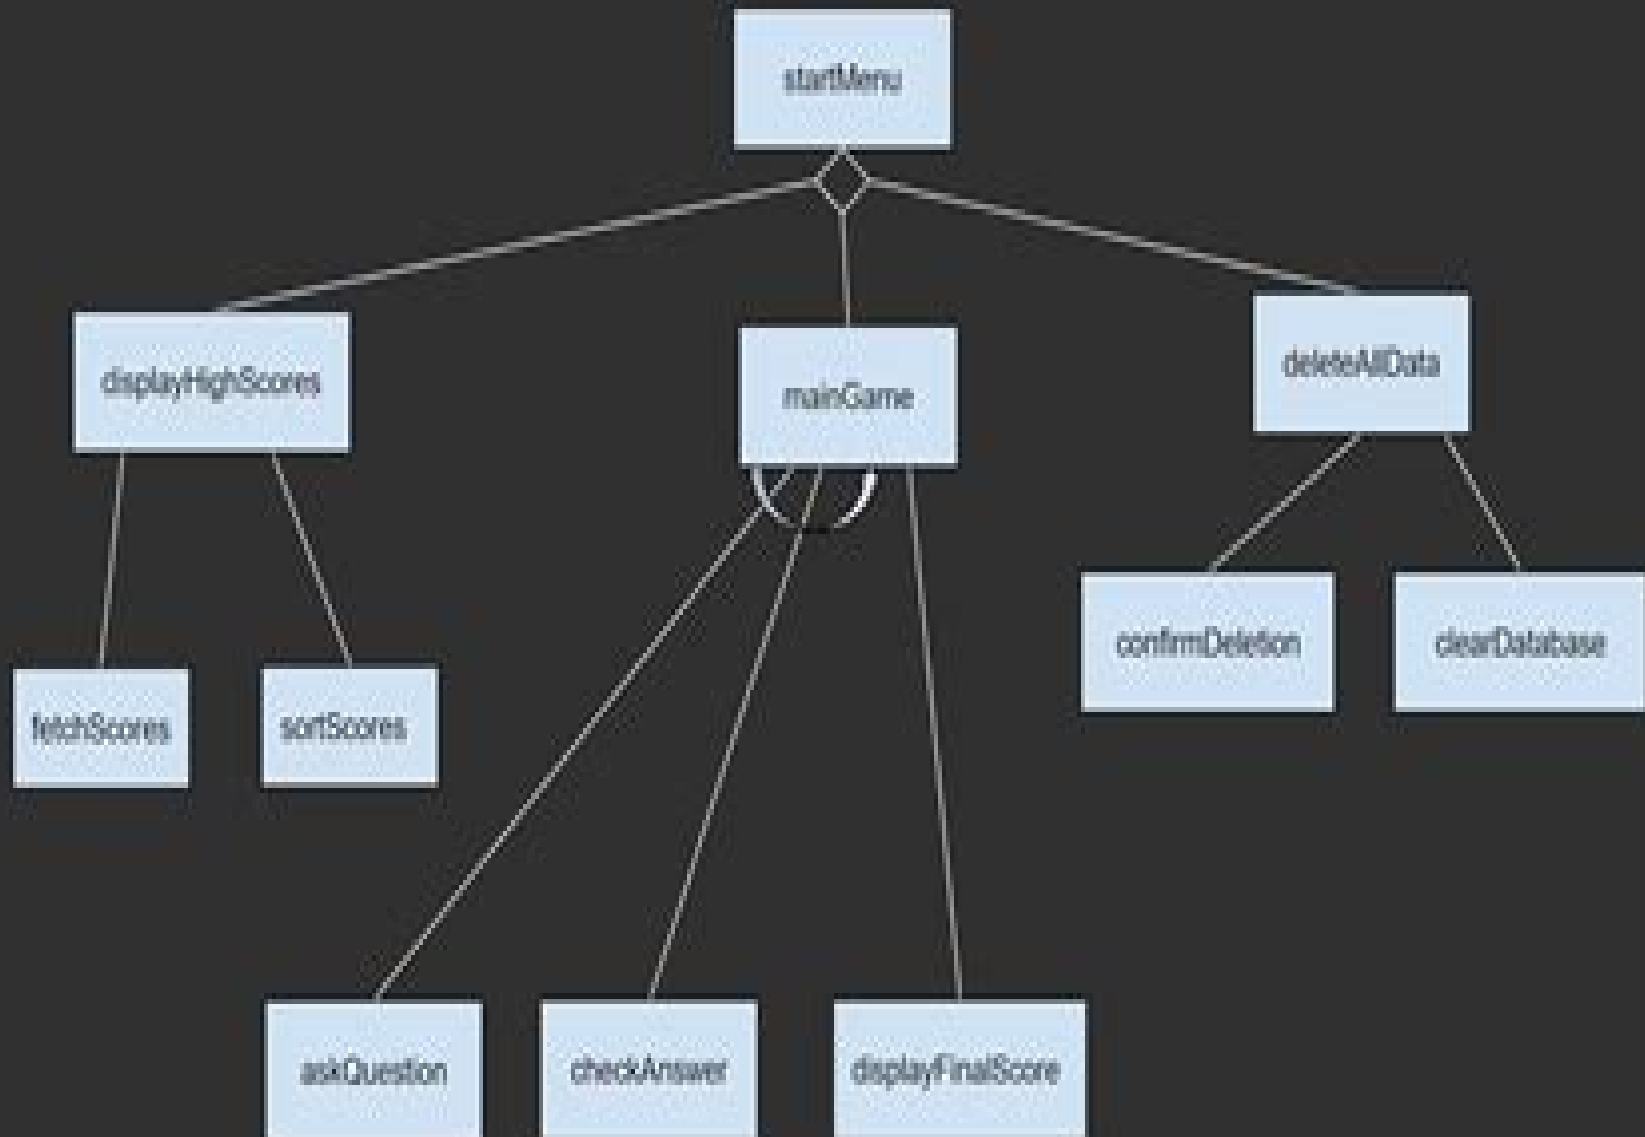 startMenu
displayHighScores
mainGame
deleteAllData
fetchScores
sortScores
confirmDeletion
clearDatabase
askQuestion
checkAnswer
displayFinalScore